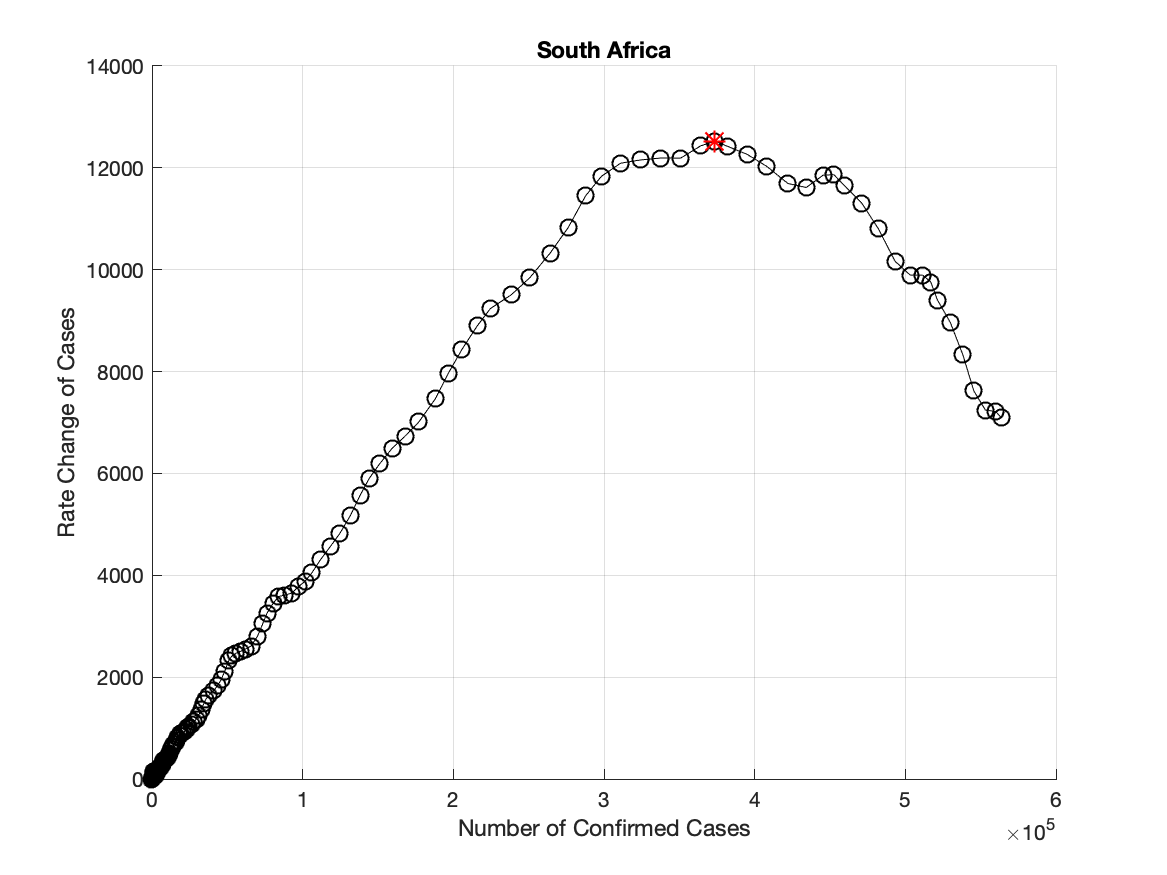 South Africa
14000
12000
10000
8000
6000
4000
2000
0
Rate Change of Cases
0 1 2 3 4 5 6
Number of Confirmed Cases
×10^5